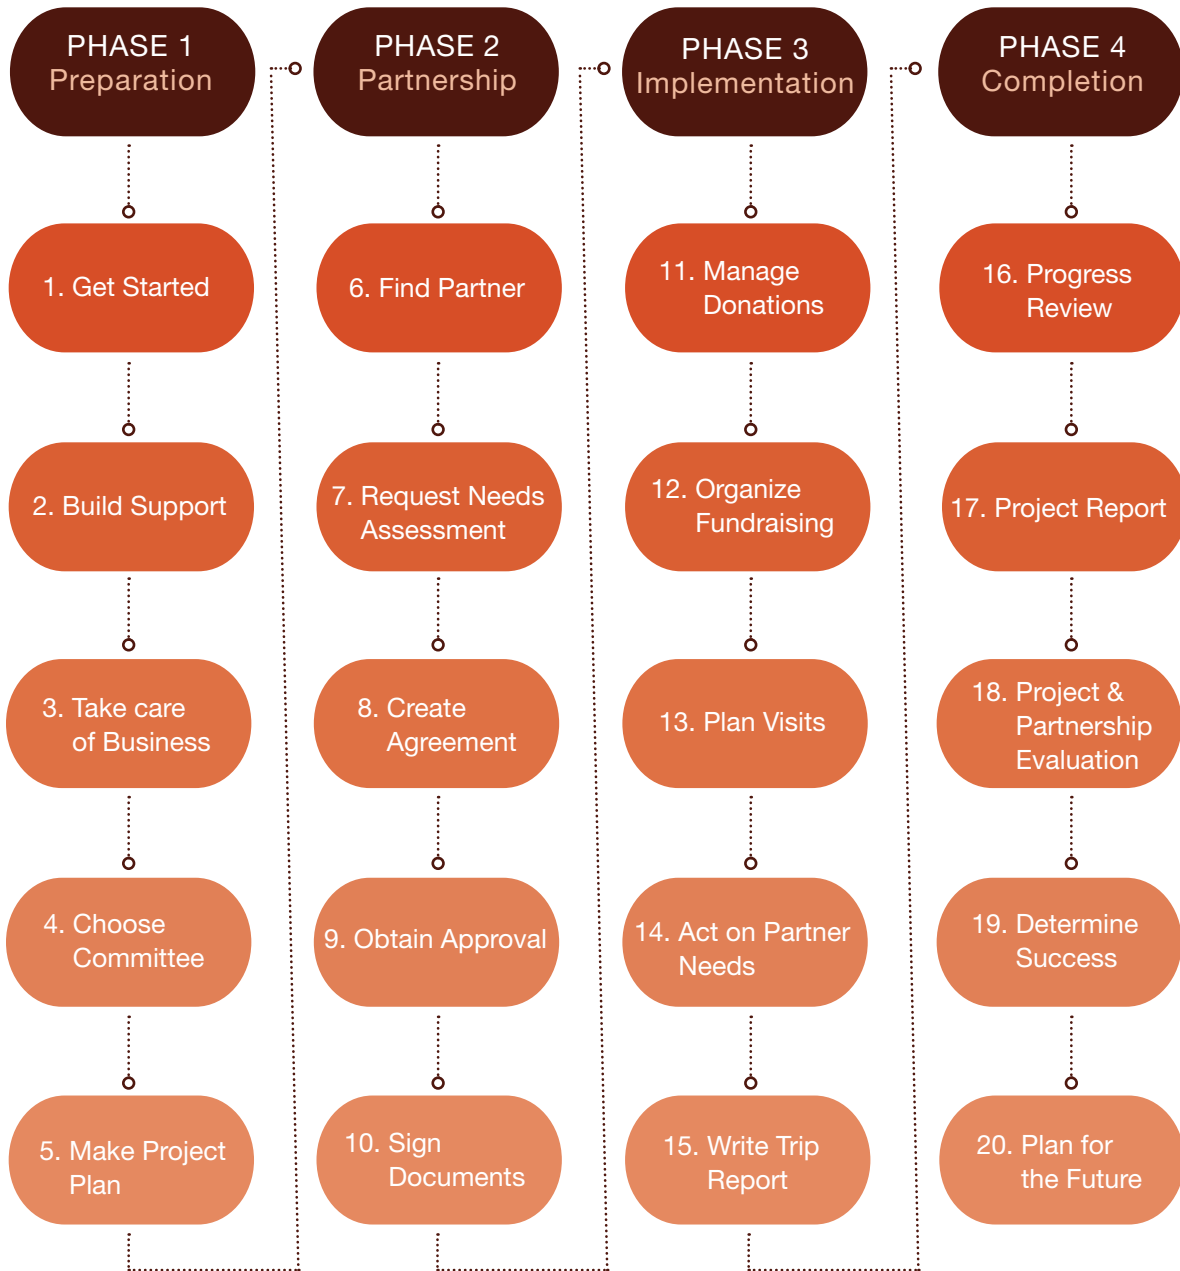 PHASE 1
Preparation
1. Get Started
2. Build Support
3. Take care
of Business
4. Choose
Committee
5. Make Project
Plan
PHASE 2
Partnership
6. Find Partner
7. Request Needs
Assessment
8. Create
Agreement
9. Obtain Approval
10. Sign
Documents
PHASE 3
Implementation
11. Manage
Donations
12. Organize
Fundraising
13. Plan Visits
14. Act on Partner
Needs
15. Write Trip
Report
PHASE 4
Completion
16. Progress
Review
17. Project Report
18. Project &
Partnership
Evaluation
19. Determine
Success
20. Plan for
the Future